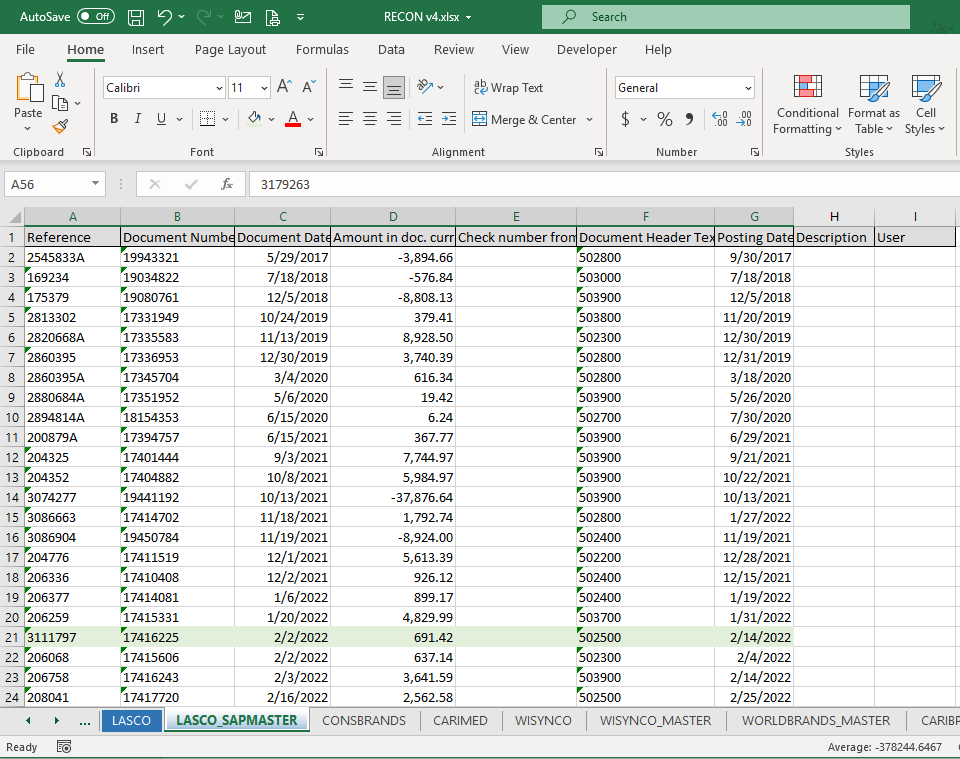 AutoSave Off RECON v4.xlsx Search
File Home Insert Page Layout Formulas Data Review View Developer Help
Calibri 11 Wrap Text General
Paste B I U A Merge & Center $ % Conditional Formatting Format as Table Cell Styles
Clipboard Font Alignment Number Styles
A56 fx 3179263
A B C D E F G H I
1 Reference Document Numbe Document Date Amount in doc. curr Check number from Document Header Tex Posting Date Description User
2 2545833A 19943321 5/29/2017 -3,894.66 502800 9/30/2017
3 169234 19034822 7/18/2018 -576.84 503000 7/18/2018
4 175379 19080761 12/5/2018 -8,808.13 503900 12/5/2018
5 2813302 17331949 10/24/2019 379.41 503800 11/20/2019
6 2820668A 17335583 11/13/2019 8,928.50 502300 12/30/2019
7 2860395 17336953 12/30/2019 3,740.39 502800 12/31/2019
8 2860395A 17345704 3/4/2020 616.34 502800 3/18/2020
9 2880684A 17351952 5/6/2020 19.42 503900 5/26/2020
10 2894814A 18154353 6/15/2020 6.24 502700 7/30/2020
11 200879A 17394757 6/15/2021 367.77 503900 6/29/2021
12 204325 17401444 9/3/2021 7,744.97 503900 9/21/2021
13 204352 17404882 10/8/2021 5,984.97 503900 10/22/2021
14 3074277 19441192 10/13/2021 -37,876.64 503900 10/13/2021
15 3086663 17414702 11/18/2021 1,792.74 502800 1/27/2022
16 3086904 19450784 11/19/2021 -8,924.00 502400 11/19/2021
17 204776 17411519 12/1/2021 5,613.39 502200 12/28/2021
18 206336 17410408 12/2/2021 926.12 502400 12/15/2021
19 206377 17414081 1/6/2022 899.17 502400 1/19/2022
20 206259 17415331 1/20/2022 4,829.99 503700 1/31/2022
21 3111797 17416225 2/2/2022 691.42 502500 2/14/2022
22 206068 17415606 2/2/2022 637.14 502300 2/4/2022
23 206758 17416243 2/3/2022 3,641.59 503900 2/14/2022
24 208041 17417720 2/16/2022 2,562.58 502500 2/25/2022
... LASCO LASCO_SAPMASTER CONSBRANDS CARIMED WISYNCO WISYNCO_MASTER WORLDBRANDS_MASTER
Ready Average: -378244.6467